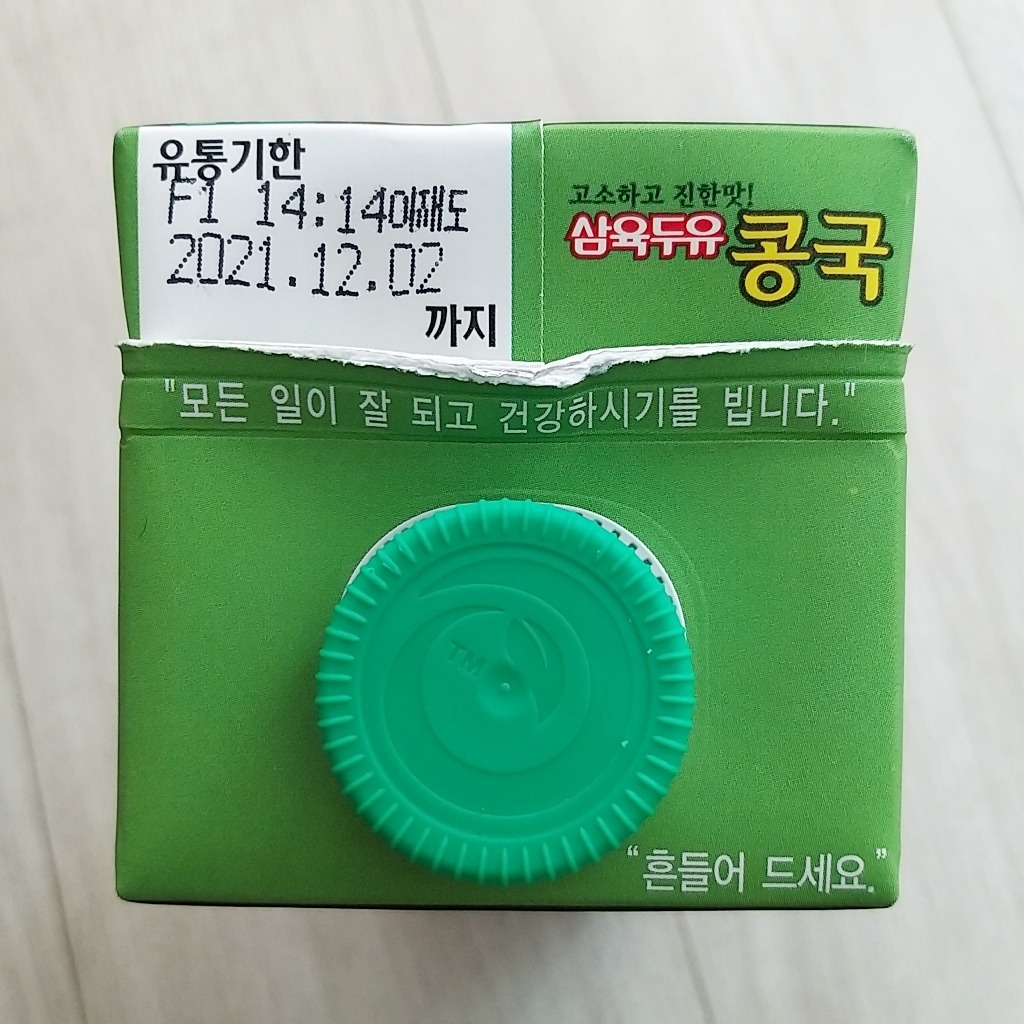 유통기한
F1 14:14이재도
2021.12.02
까지
고소하고 진한맛!
삼육두유 콩국
"모든 일이 잘 되고 건강하시기를 빕니다."
TM
“흔들어 드세요.”